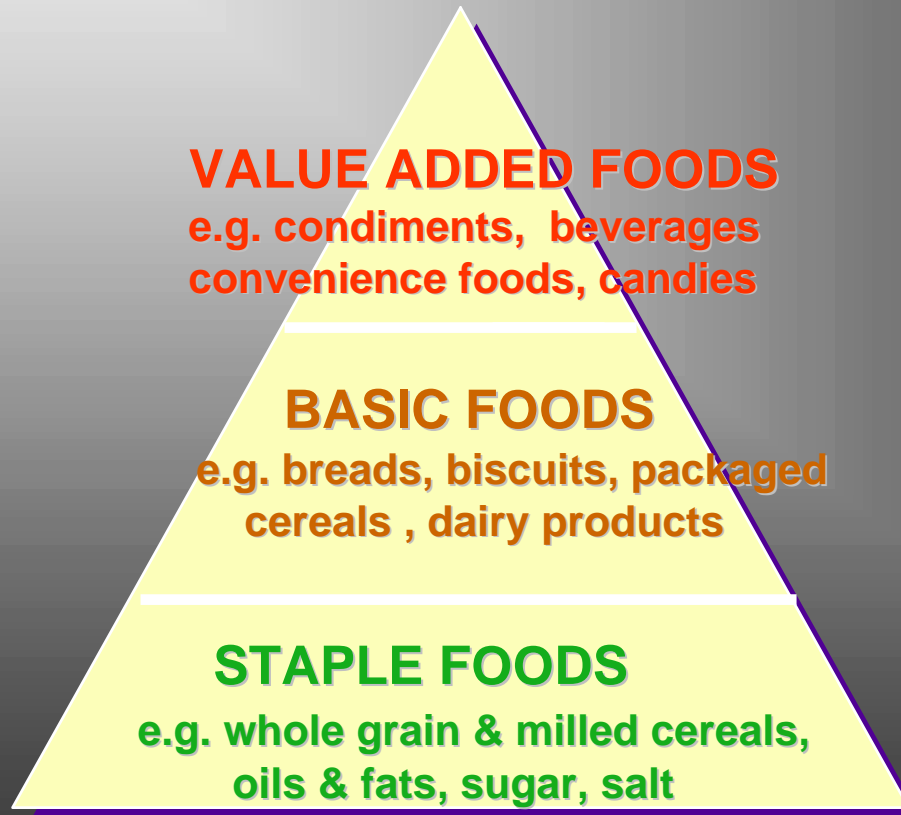 VALUE ADDED FOODS
e.g. condiments, beverages
convenience foods, candies
BASIC FOODS
e.g. breads, biscuits, packaged
cereals , dairy products
STAPLE FOODS
e.g. whole grain & milled cereals,
oils & fats, sugar, salt